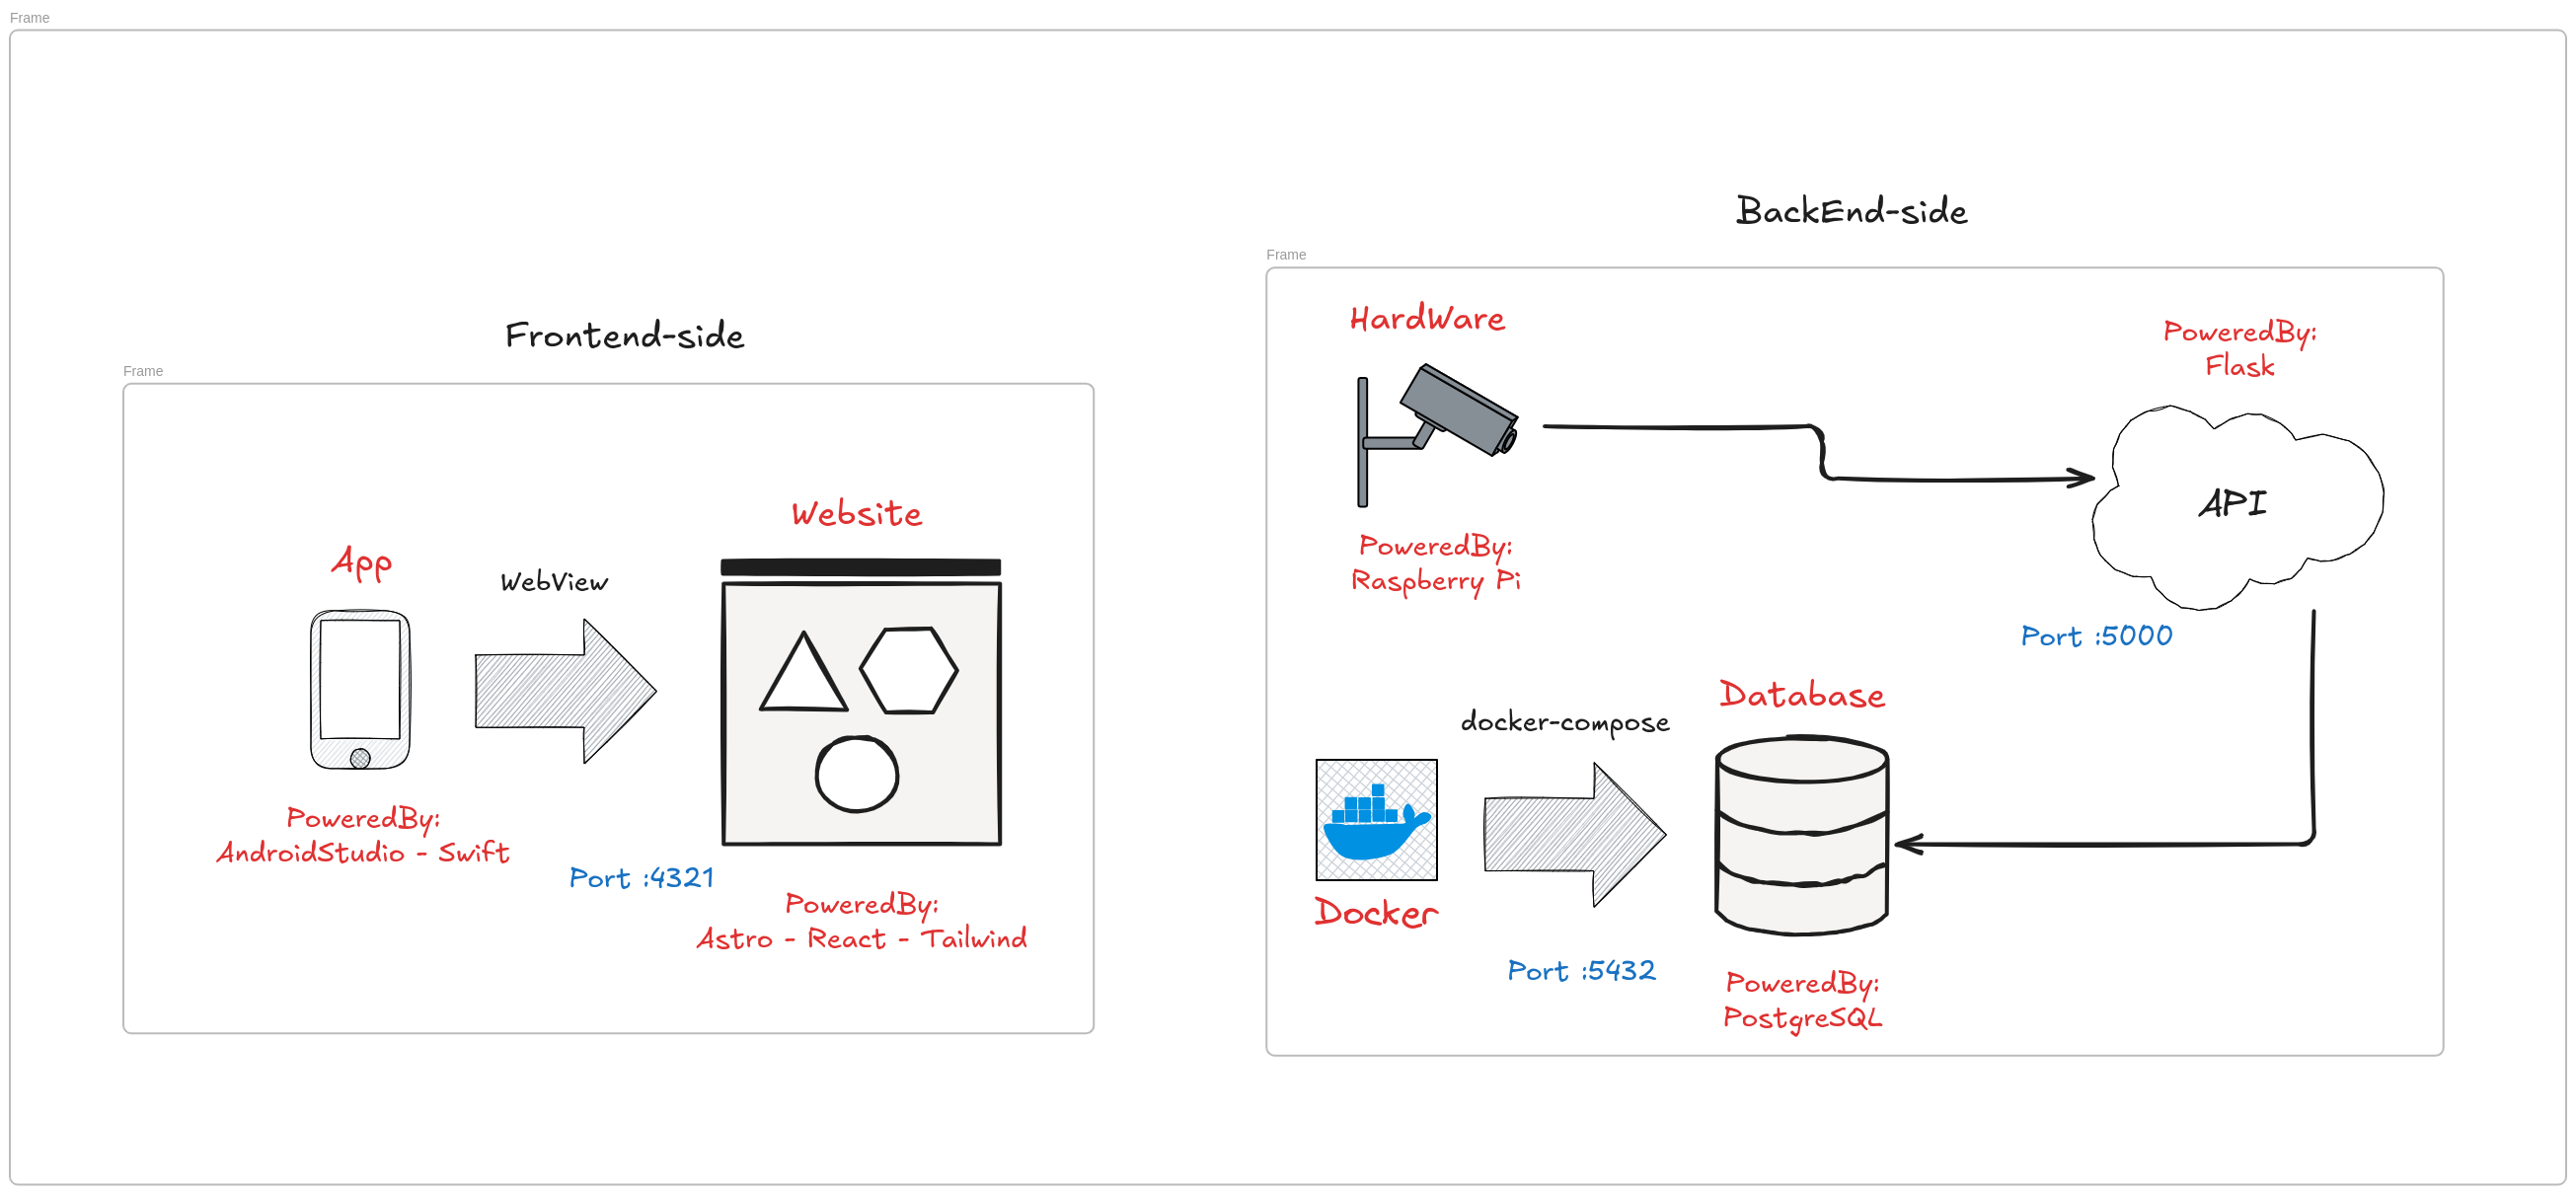 Frame
BackEnd-side
Frame
Frontend-side
Frame
HardWare
PoweredBy:
Flask
API
PoweredBy:
Raspberry Pi
Port :5000
Website
App
WebView
PoweredBy:
AndroidStudio - Swift
Port :4321
PoweredBy:
Astro - React - Tailwind
Database
docker-compose
Docker
Port :5432
PoweredBy:
PostgreSQL